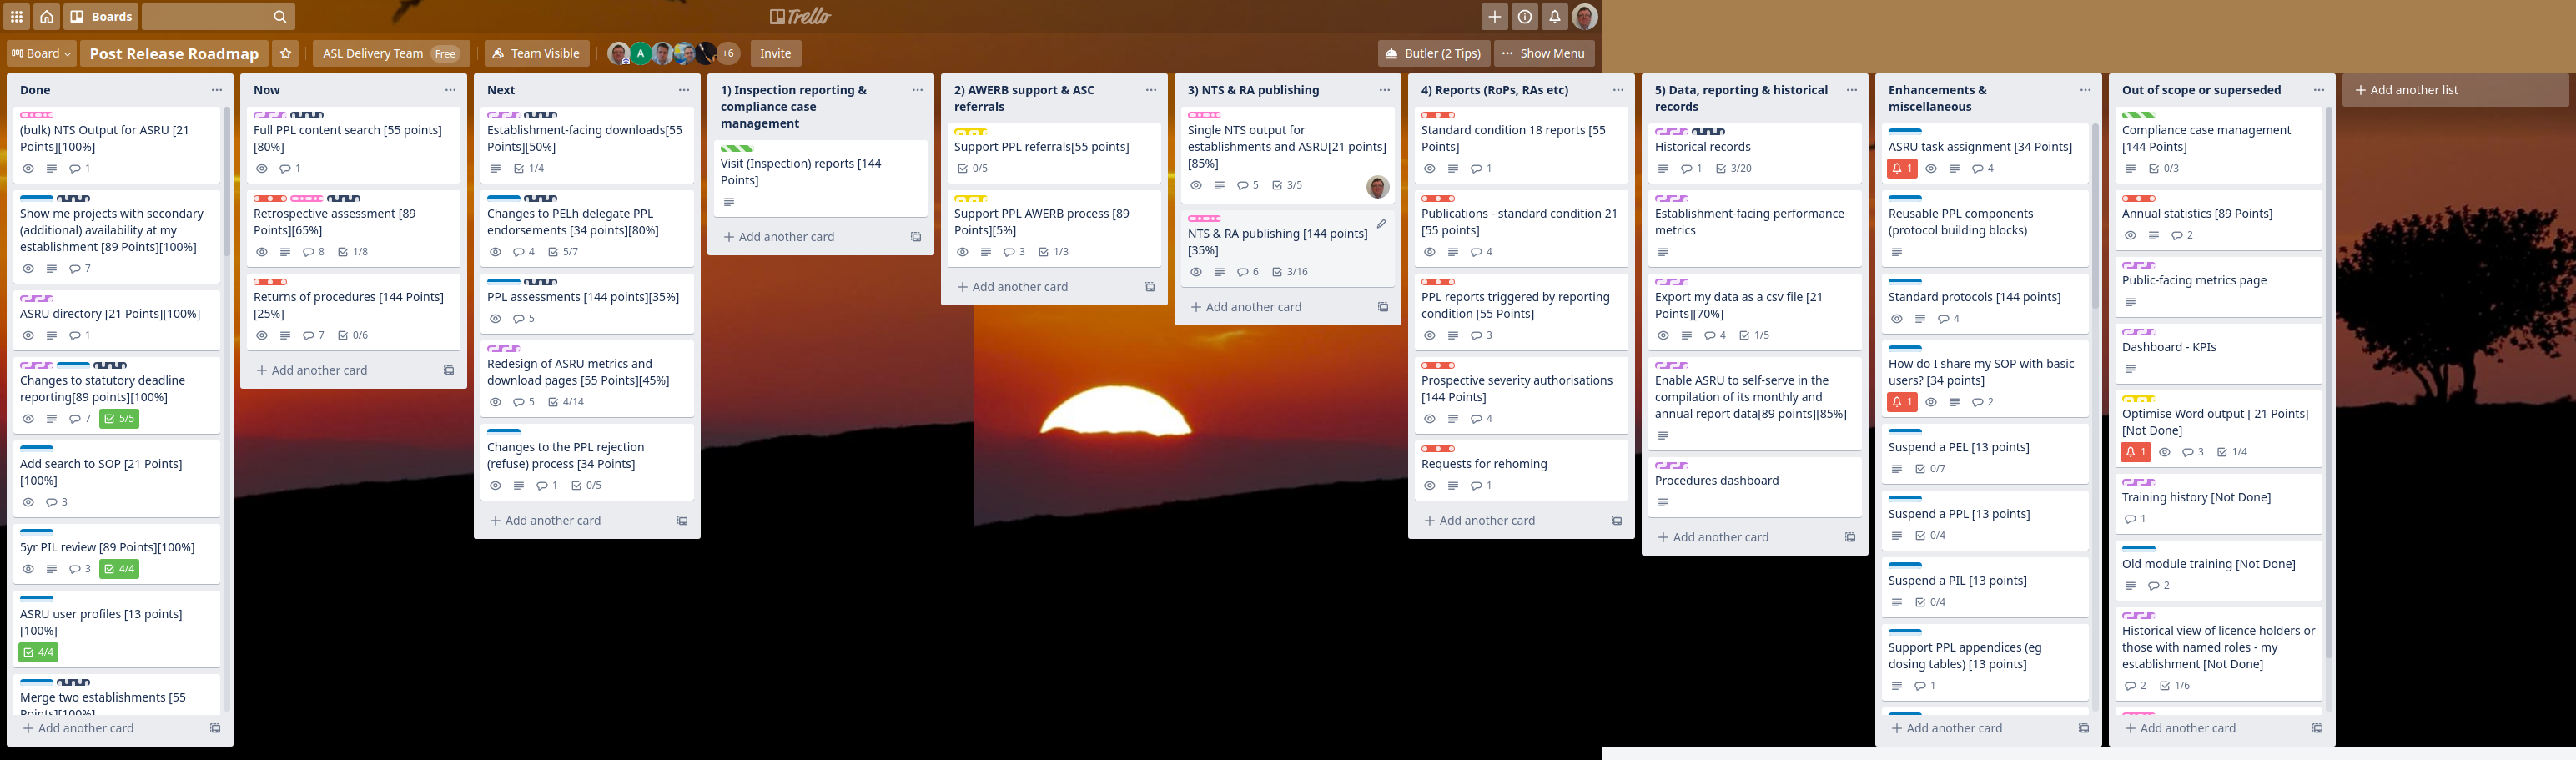 Boards
Trello
Board
Post Release Roadmap
ASL Delivery Team
Free
Team Visible
A
+6
Invite
Butler (2 Tips)
Show Menu
Done
(bulk) NTS Output for ASRU [21
Points][100%]
1
Show me projects with secondary
(additional) availability at my
establishment [89 Points][100%]
7
ASRU directory [21 Points][100%]
1
Changes to statutory deadline
reporting[89 points][100%]
7
5/5
Add search to SOP [21 Points]
[100%]
3
5yr PIL review [89 Points][100%]
3
4/4
ASRU user profiles [13 points]
[100%]
4/4
Merge two establishments [55
Points][100%]
Add another card
Now
Full PPL content search [55 points]
[80%]
1
Retrospective assessment [89
Points][65%]
8
1/8
Returns of procedures [144 Points]
[25%]
7
0/6
Add another card
Next
Establishment-facing downloads[55
Points][50%]
1/4
Changes to PELh delegate PPL
endorsements [34 points][80%]
4
5/7
PPL assessments [144 points][35%]
5
Redesign of ASRU metrics and
download pages [55 Points][45%]
5
4/14
Changes to the PPL rejection
(refuse) process [34 Points]
1
0/5
Add another card
1) Inspection reporting &
compliance case
management
Visit (Inspection) reports [144
Points]
Add another card
2) AWERB support & ASC
referrals
Support PPL referrals[55 points]
0/5
Support PPL AWERB process [89
Points][5%]
3
1/3
Add another card
3) NTS & RA publishing
Single NTS output for
establishments and ASRU[21 points]
[85%]
5
3/5
NTS & RA publishing [144 points]
[35%]
6
3/16
Add another card
4) Reports (RoPs, RAs etc)
Standard condition 18 reports [55
Points]
1
Publications - standard condition 21
[55 points]
4
PPL reports triggered by reporting
condition [55 Points]
3
Prospective severity authorisations
[144 Points]
4
Requests for rehoming
1
Add another card
5) Data, reporting & historical
records
Historical records
1
3/20
Establishment-facing performance
metrics
Export my data as a csv file [21
Points][70%]
4
1/5
Enable ASRU to self-serve in the
compilation of its monthly and
annual report data[89 points][85%]
Procedures dashboard
Add another card
Enhancements &
miscellaneous
ASRU task assignment [34 Points]
1
4
Reusable PPL components
(protocol building blocks)
Standard protocols [144 points]
4
How do I share my SOP with basic
users? [34 points]
1
2
Suspend a PEL [13 points]
0/7
Suspend a PPL [13 points]
0/4
Suspend a PIL [13 points]
0/4
Support PPL appendices (eg
dosing tables) [13 points]
1
Add another card
Out of scope or superseded
Compliance case management
[144 Points]
0/3
Annual statistics [89 Points]
2
Public-facing metrics page
Dashboard - KPIs
Optimise Word output [ 21 Points]
[Not Done]
1
3
1/4
Training history [Not Done]
1
Old module training [Not Done]
2
Historical view of licence holders or
those with named roles - my
establishment [Not Done]
2
1/6
Add another card
Add another list